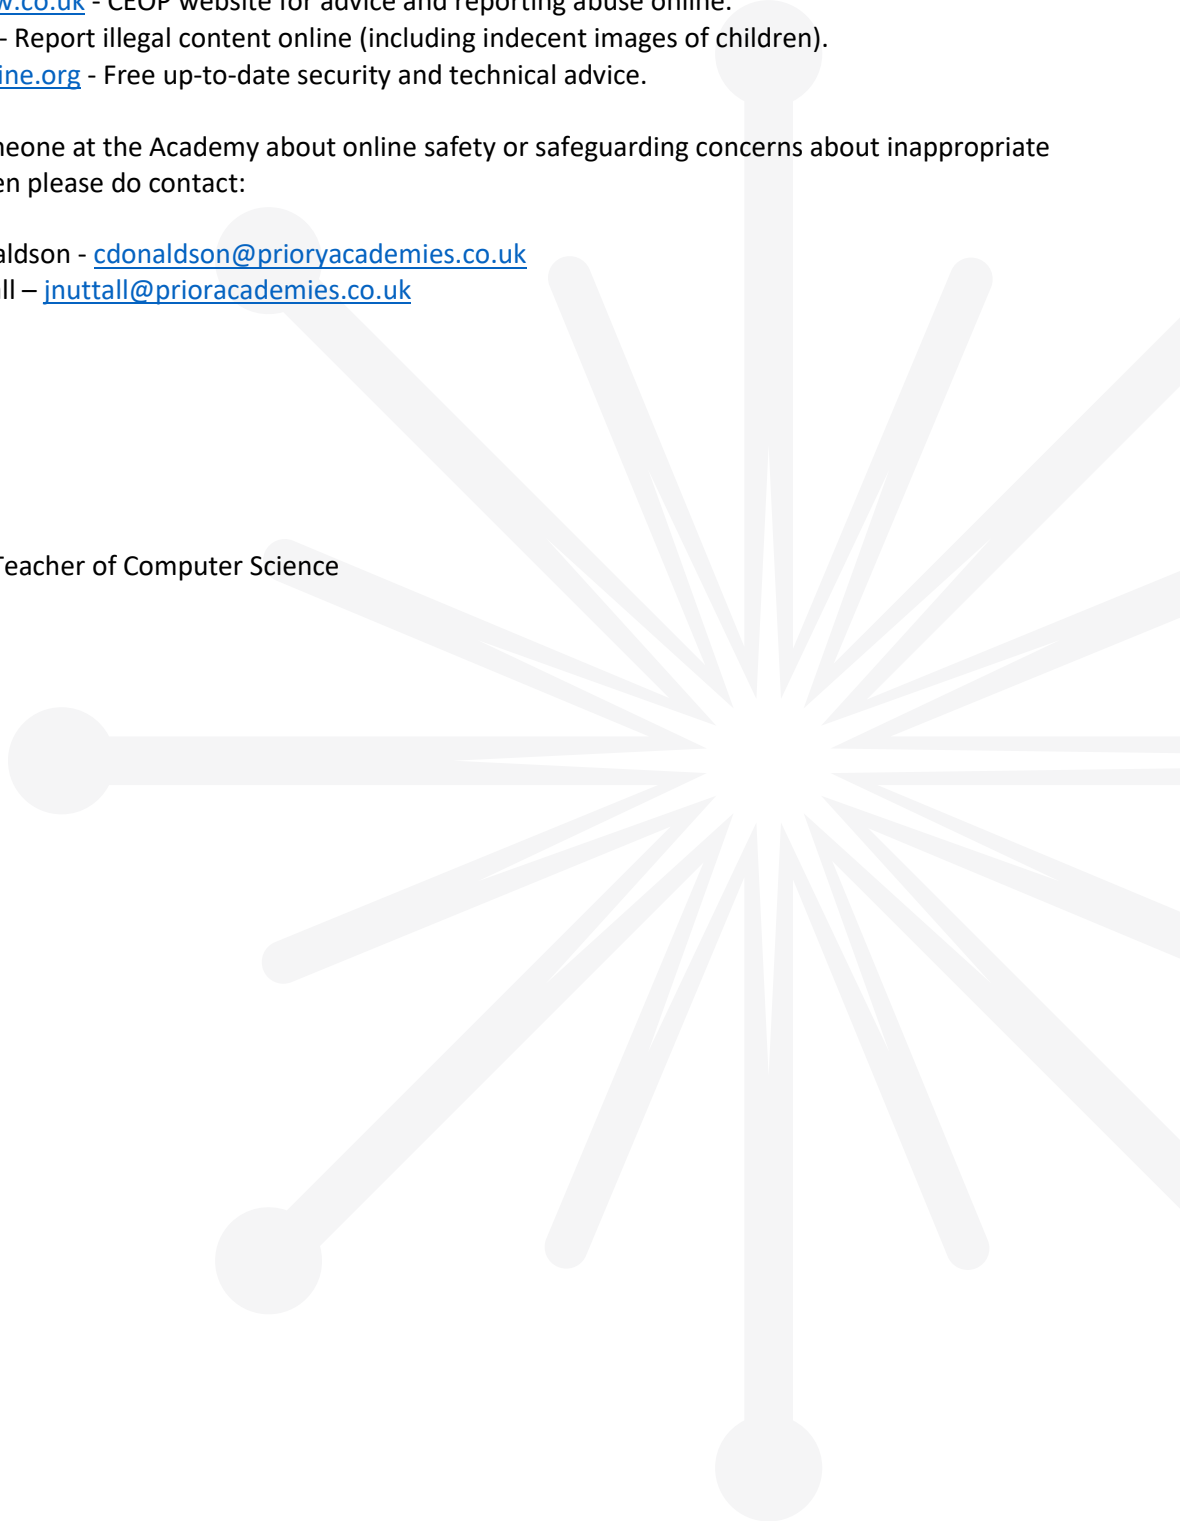 w.co.uk - CEOP website for advice and reporting abuse online.
- Report illegal content online (including indecent images of children).
ine.org - Free up-to-date security and technical advice.
neone at the Academy about online safety or safeguarding concerns about inappropriate
en please do contact:
aldson - cdonaldson@prioryacademies.co.uk
ll – jnuttall@prioracademies.co.uk
Teacher of Computer Science